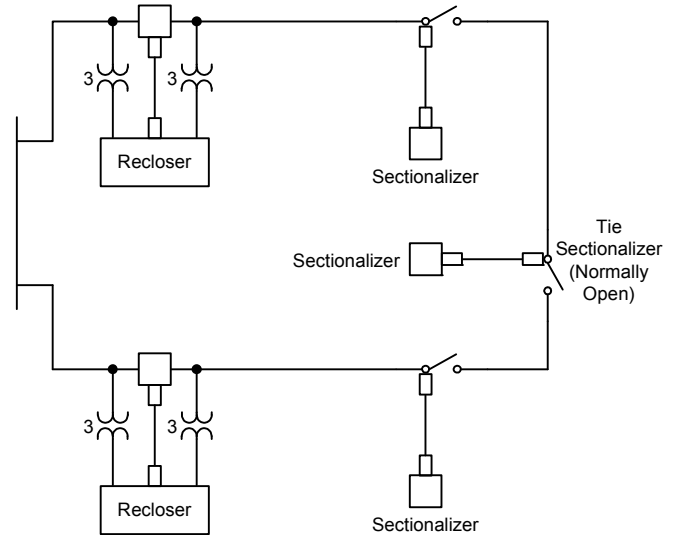 3
3
Recloser
Sectionalizer
Sectionalizer
Tie
Sectionalizer
(Normally
Open)
3
3
Recloser
Sectionalizer